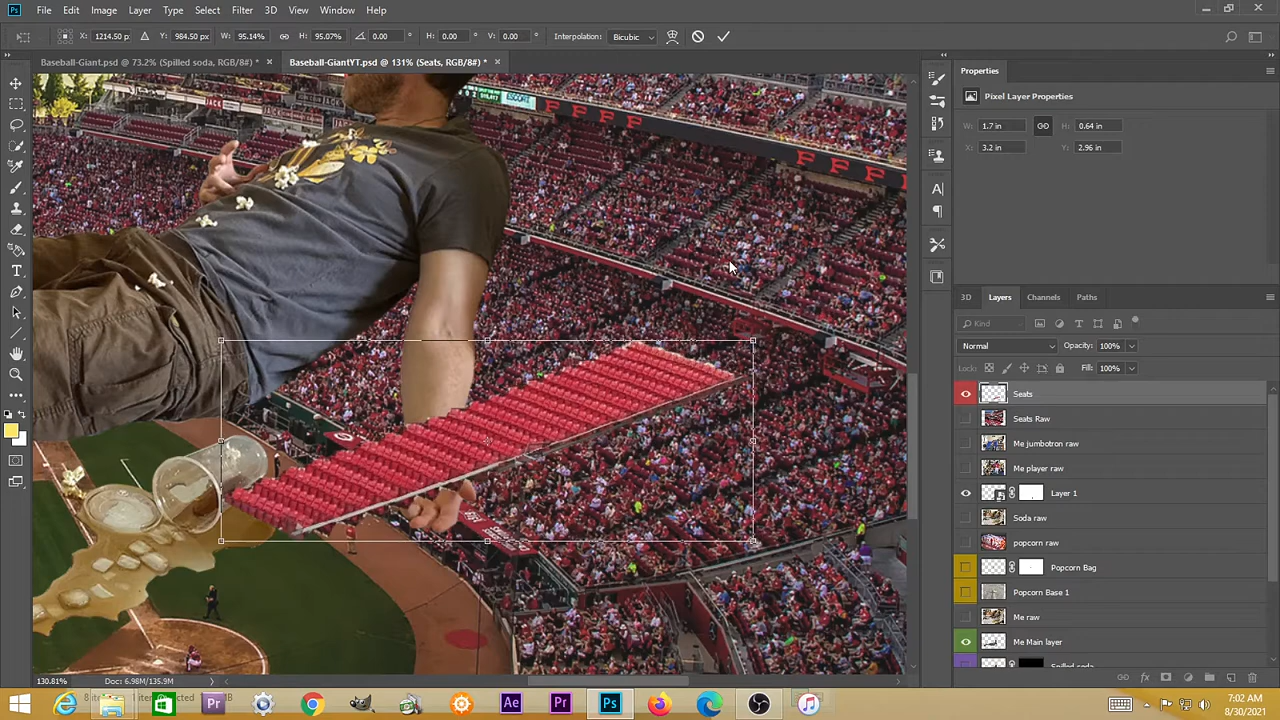 Ps File Edit Image Layer Type Select Filter 3D View Window Help
X: 1214.50 p Y: 984.50 px W: 95.14% H: 95.07% 0.00 ° H: 0.00 ° V: 0.00 ° Interpolation: Bicubic
Baseball-Giant.psd @ 73.2% (Spilled soda, RGB/8#) * ×
Baseball-GiantYT.psd @ 131% (Seats, RGB/8#) * ×
Properties
Pixel Layer Properties
W: 1.7 in H: 0.64 in
X: 3.2 in Y: 2.96 in
3D Layers Channels Paths
Kind
Normal Opacity: 100%
Lock: Fill: 100%
Seats
Seats Raw
Me jumbotron raw
Me player raw
Layer 1
Soda raw
popcorn raw
Popcorn Bag
Popcorn Base 1
Me raw
Me Main layer
Spilled soda
130.81% Doc: 6.98M/135.9M
7:02 AM
8/30/2021